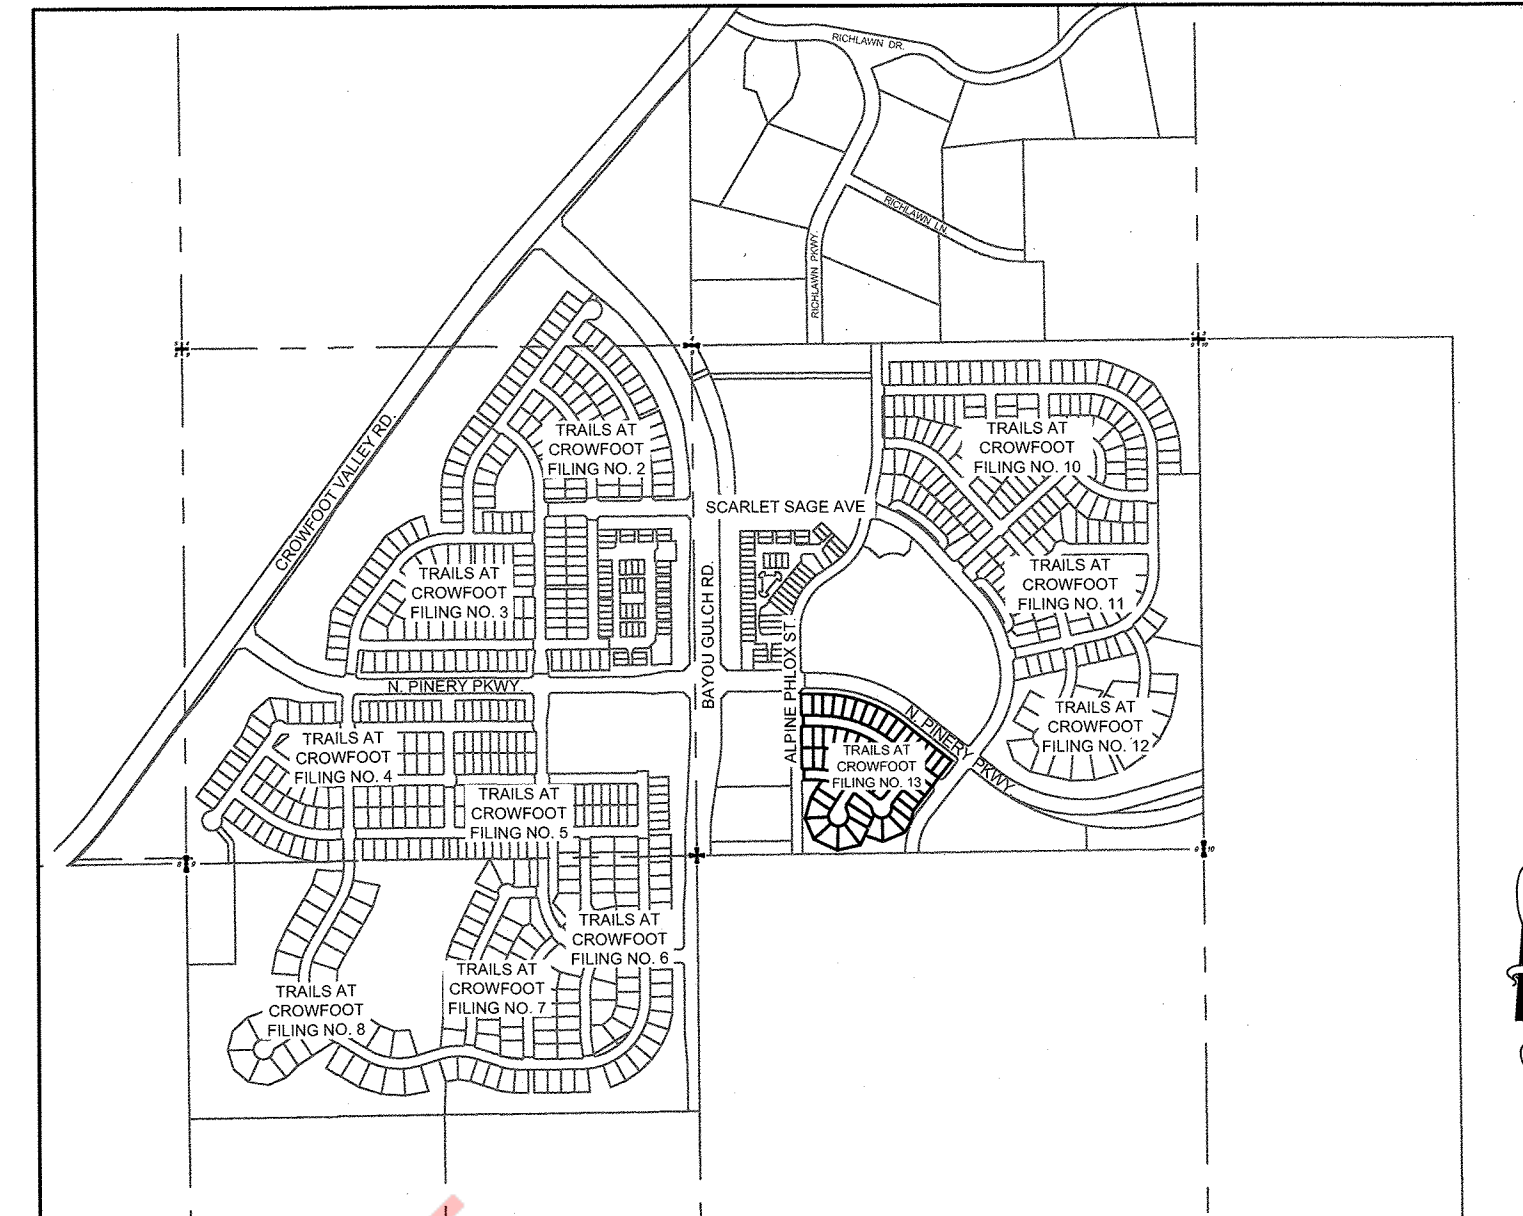 RICHLAWN DR.
RICHLAWN LN.
RICHLAWN PKWY.
CROWFOOT VALLEY RD.
TRAILS AT
CROWFOOT
FILING NO. 2
TRAILS AT
CROWFOOT
FILING NO. 10
SCARLET SAGE AVE
TRAILS AT
CROWFOOT
FILING NO. 3
TRAILS AT
CROWFOOT
FILING NO. 11
BAYOU GULCH RD.
ALPINE PHLOX ST.
N. PINERY PKWY.
N. PINERY PKWY.
TRAILS AT
CROWFOOT
FILING NO. 12
TRAILS AT
CROWFOOT
FILING NO. 4
TRAILS AT
CROWFOOT
FILING NO. 13
TRAILS AT
CROWFOOT
FILING NO. 5
TRAILS AT
CROWFOOT
FILING NO. 6
TRAILS AT
CROWFOOT
FILING NO. 7
TRAILS AT
CROWFOOT
FILING NO. 8